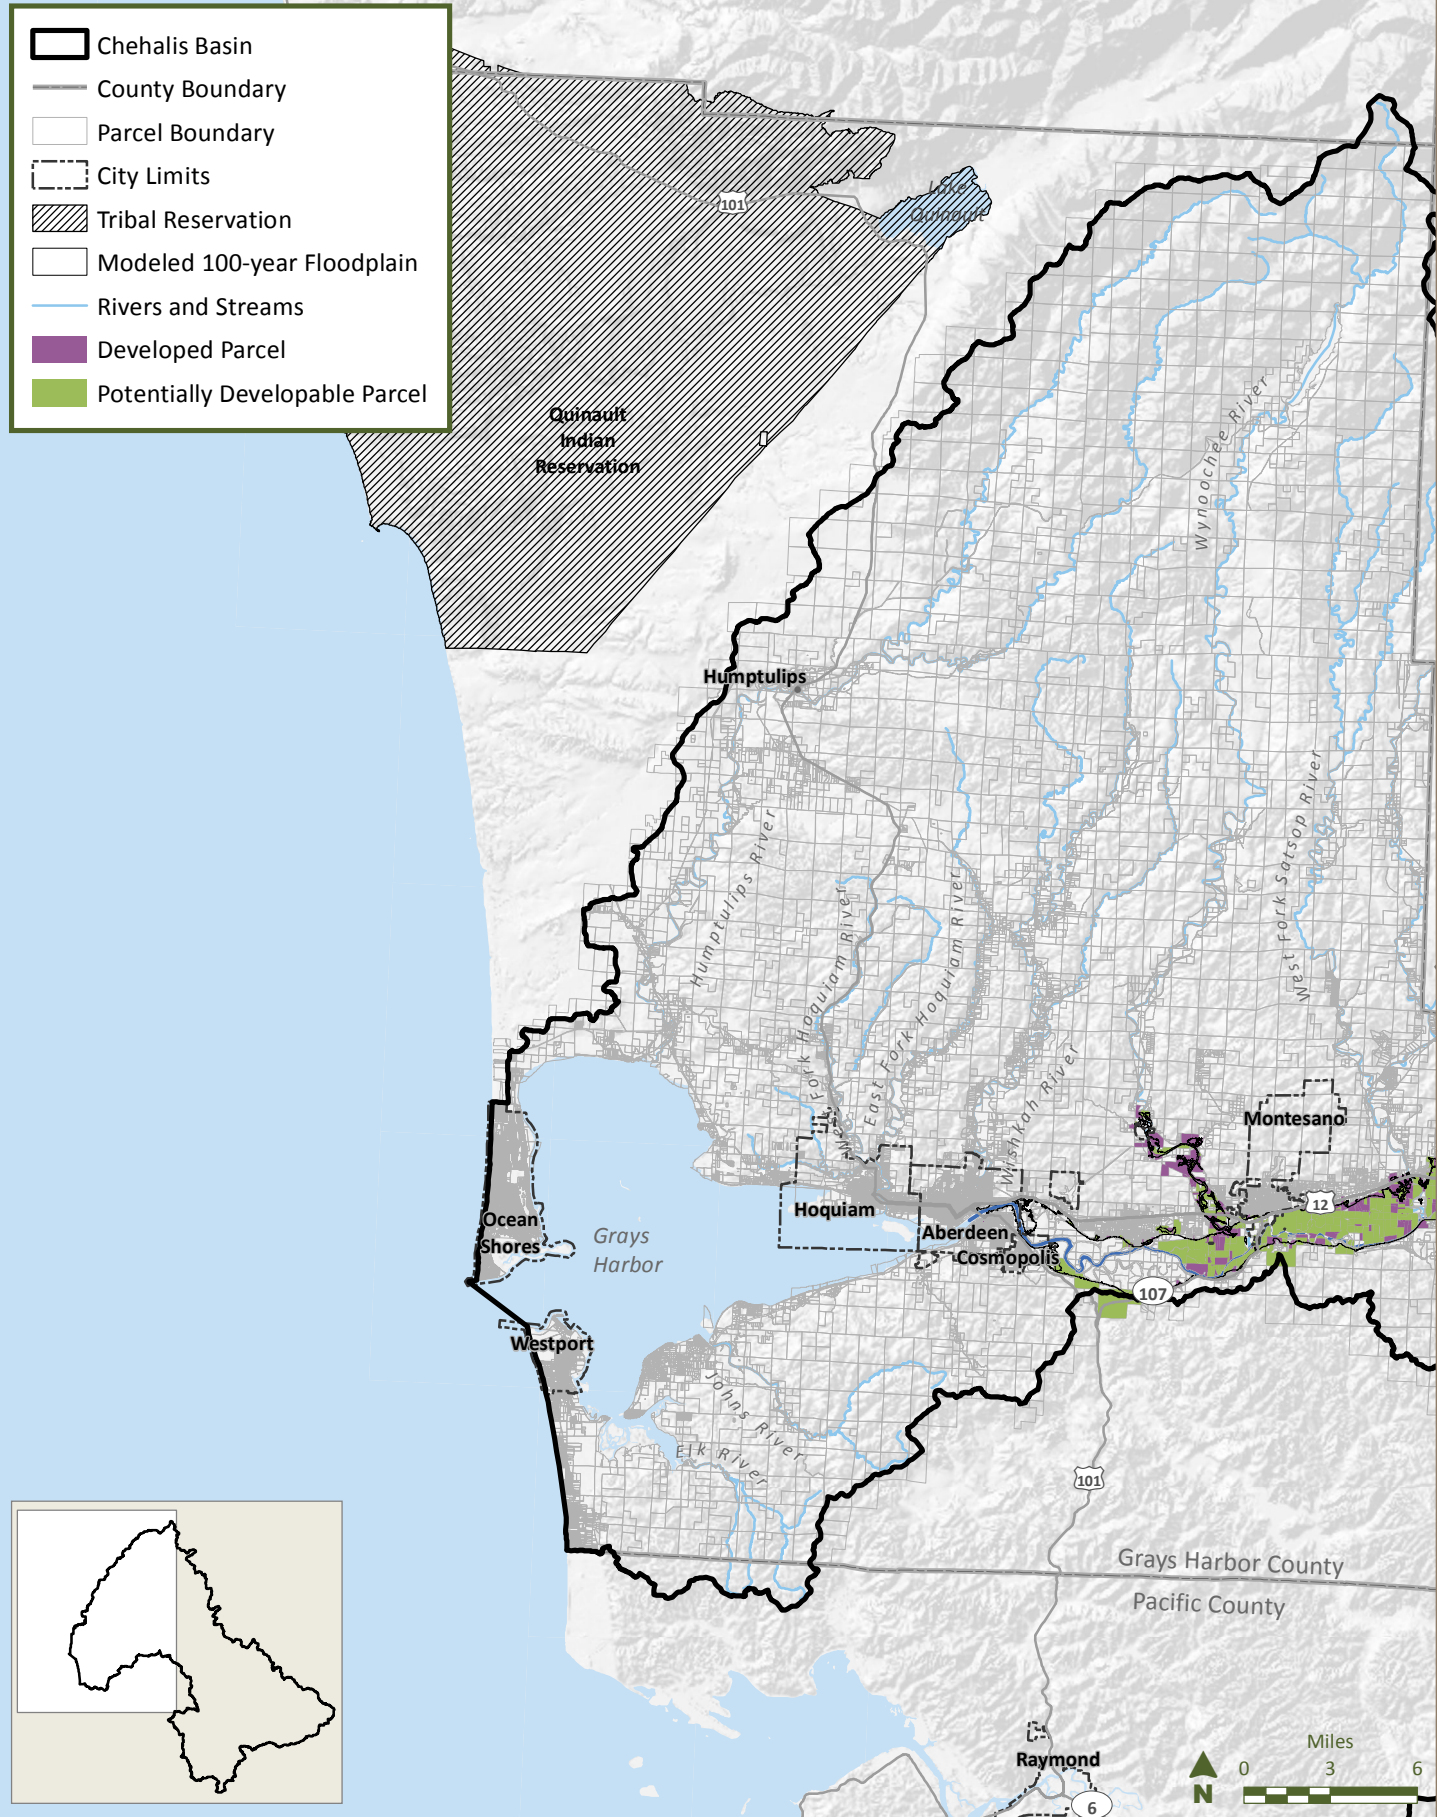 Chehalis Basin
County Boundary
Parcel Boundary
City Limits
Tribal Reservation
Modeled 100-year Floodplain
Rivers and Streams
Developed Parcel
Potentially Developable Parcel
101
Lake
Quinault
Quinault
Indian
Reservation
Wynoochee River
Humptulips
Humptulips River
West Fork Hoquiam River
East Fork Hoquiam River
Wishkah River
West Fork Satsop River
Montesano
12
Hoquiam
Aberdeen
Cosmopolis
Ocean
Shores
Grays
Harbor
107
Westport
Johns River
Elk River
101
Grays Harbor County
Pacific County
Raymond
6
Miles
0 3 6
N